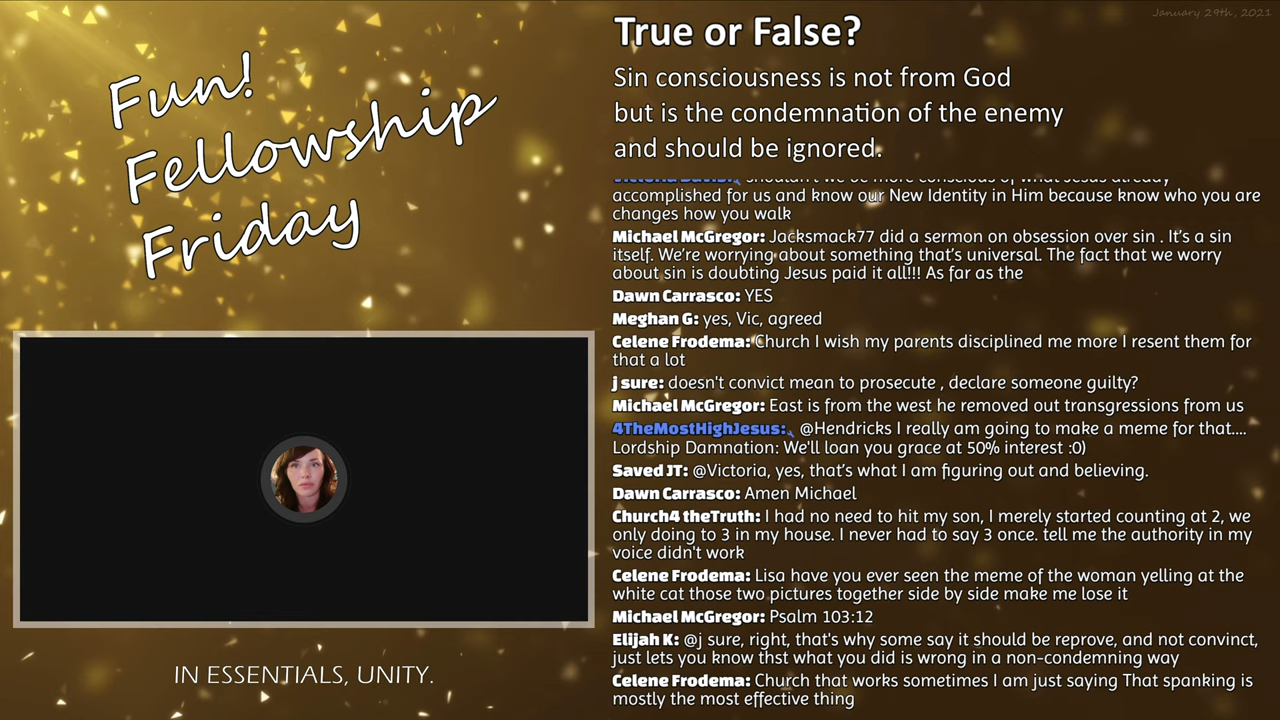 January 29th, 2021
Fun!
Fellowship
Friday
IN ESSENTIALS, UNITY.
True or False?
Sin consciousness is not from God
but is the condemnation of the enemy
and should be ignored.
shouldn't we be more conscious of what Jesus already
accomplished for us and know our New Identity in Him because know who you are
changes how you walk
Michael McGregor: Jacksmack77 did a sermon on obsession over sin . It's a sin
itself. We're worrying about something that's universal. The fact that we worry
about sin is doubting Jesus paid it all!!! As far as the
Dawn Carrasco: YES
Meghan G: yes, Vic, agreed
Celene Frodema: Church I wish my parents disciplined me more I resent them for
that a lot
j sure: doesn't convict mean to prosecute , declare someone guilty?
Michael McGregor: East is from the west he removed out transgressions from us
4TheMostHighJesus: @Hendricks I really am going to make a meme for that....
Lordship Damnation: We'll loan you grace at 50% interest :0)
Saved JT: @Victoria, yes, that's what I am figuring out and believing.
Dawn Carrasco: Amen Michael
Church4 theTruth: I had no need to hit my son, I merely started counting at 2, we
only doing to 3 in my house. I never had to say 3 once. tell me the authority in my
voice didn't work
Celene Frodema: Lisa have you ever seen the meme of the woman yelling at the
white cat those two pictures together side by side make me lose it
Michael McGregor: Psalm 103:12
Elijah K: @j sure, right, that's why some say it should be reprove, and not convinct,
just lets you know thst what you did is wrong in a non-condemning way
Celene Frodema: Church that works sometimes I am just saying That spanking is
mostly the most effective thing